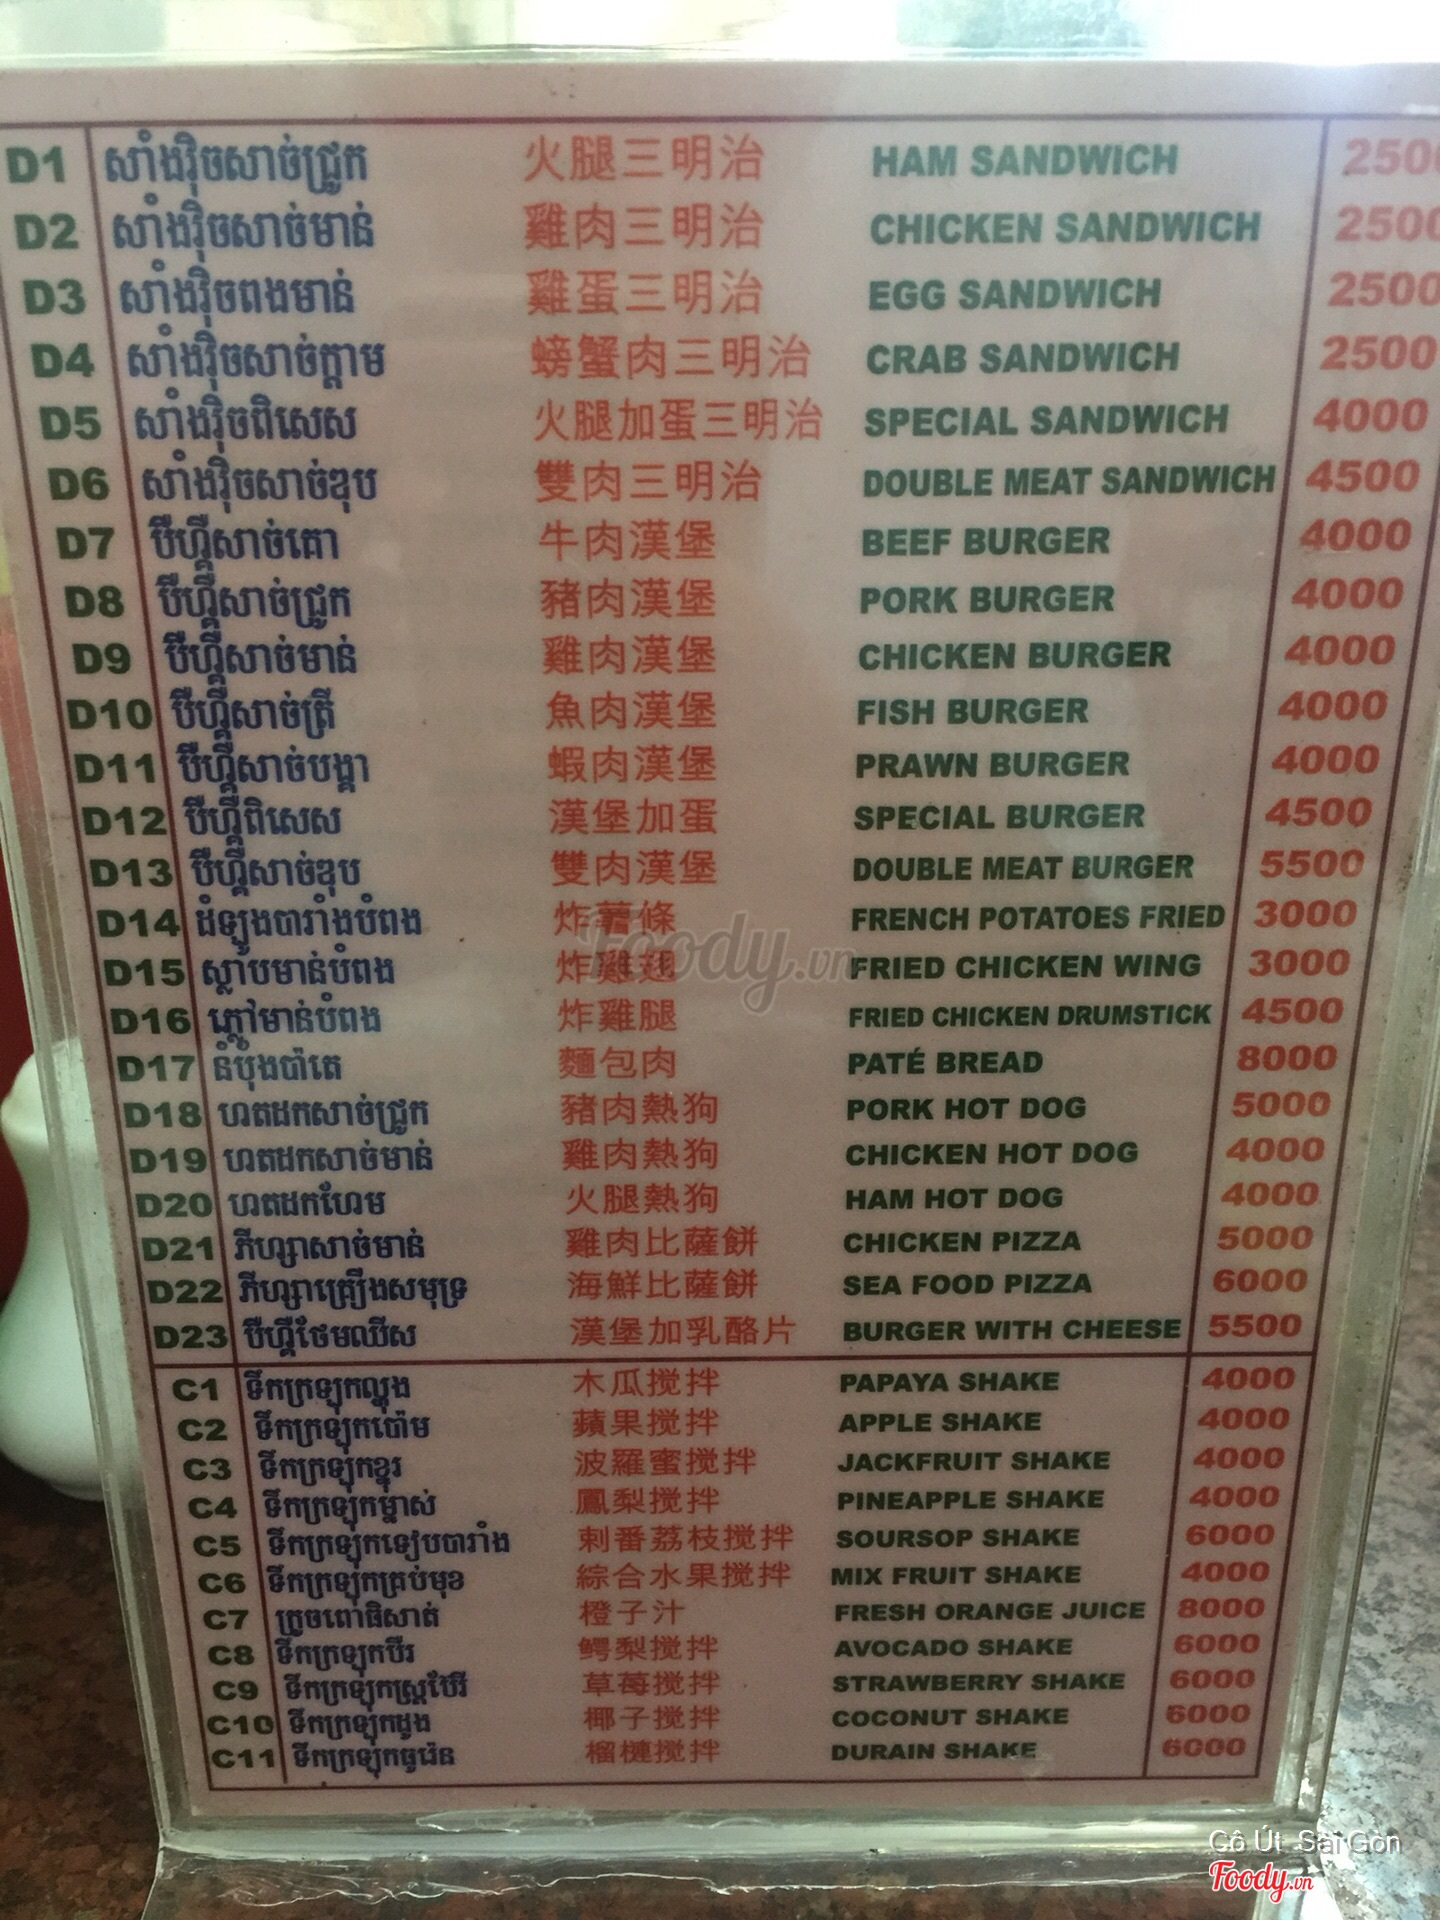 D1 សាំងវ៉ិចសាច់ជ្រូក 火腿三明治 HAM SANDWICH 2500
D2 សាំងវ៉ិចសាច់មាន់ 雞肉三明治 CHICKEN SANDWICH 2500
D3 សាំងវ៉ិចពងមាន់ 雞蛋三明治 EGG SANDWICH 2500
D4 សាំងវ៉ិចសាច់ក្តាម 螃蟹肉三明治 CRAB SANDWICH 2500
D5 សាំងវ៉ិចពិសេស 火腿加蛋三明治 SPECIAL SANDWICH 4000
D6 សាំងវ៉ិចសាច់ឌុប 雙肉三明治 DOUBLE MEAT SANDWICH 4500
D7 ប៊ឺហ្គឺសាច់គោ 牛肉漢堡 BEEF BURGER 4000
D8 ប៊ឺហ្គឺសាច់ជ្រូក 豬肉漢堡 PORK BURGER 4000
D9 ប៊ឺហ្គឺសាច់មាន់ 雞肉漢堡 CHICKEN BURGER 4000
D10 ប៊ឺហ្គឺសាច់ត្រី 魚肉漢堡 FISH BURGER 4000
D11 ប៊ឺហ្គឺសាច់បង្គា 蝦肉漢堡 PRAWN BURGER 4000
D12 ប៊ឺហ្គឺពិសេស 漢堡加蛋 SPECIAL BURGER 4500
D13 ប៊ឺហ្គឺសាច់ឌុប 雙肉漢堡 DOUBLE MEAT BURGER 5500
D14 ដំឡូងបារាំងបំពង 炸薯條 FRENCH POTATOES FRIED 3000
D15 ស្លាបមាន់បំពង 炸雞翅 FRIED CHICKEN WING 3000
D16 ភ្លៅមាន់បំពង 炸雞腿 FRIED CHICKEN DRUMSTICK 4500
D17 នំបុ័ងប៉ាតេ 麵包肉 PATÉ BREAD 8000
D18 ហតដកសាច់ជ្រូក 豬肉熱狗 PORK HOT DOG 5000
D19 ហតដកសាច់មាន់ 雞肉熱狗 CHICKEN HOT DOG 4000
D20 ហតដកហែម 火腿熱狗 HAM HOT DOG 4000
D21 ភីហ្សាសាច់មាន់ 雞肉比薩餅 CHICKEN PIZZA 5000
D22 ភីហ្សាគ្រឿងសមុទ្រ 海鮮比薩餅 SEA FOOD PIZZA 6000
D23 ប៊ឺហ្គឺថែមឈីស 漢堡加乳酪片 BURGER WITH CHEESE 5500
C1 ទឹកក្រឡុកល្ហុង 木瓜搅拌 PAPAYA SHAKE 4000
C2 ទឹកក្រឡុកប៉ោម 蘋果搅拌 APPLE SHAKE 4000
C3 ទឹកក្រឡុកខ្នុរ 波羅蜜搅拌 JACKFRUIT SHAKE 4000
C4 ទឹកក្រឡុកម្នាស់ 鳳梨搅拌 PINEAPPLE SHAKE 4000
C5 ទឹកក្រឡុកទៀបបារាំង 刺番荔枝搅拌 SOURSOP SHAKE 6000
C6 ទឹកក្រឡុកគ្រប់មុខ 綜合水果搅拌 MIX FRUIT SHAKE 4000
C7 ក្រូចពោធិសាត់ 橙子汁 FRESH ORANGE JUICE 8000
C8 ទឹកក្រឡុកប៊ឺរ 鳄梨搅拌 AVOCADO SHAKE 6000
C9 ទឹកក្រឡុកស្ត្រប៊ែរី 草莓搅拌 STRAWBERRY SHAKE 6000
C10 ទឹកក្រឡុកដូង 椰子搅拌 COCONUT SHAKE 6000
C11 ទឹកក្រឡុកធូរ៉េន 榴梿搅拌 DURAIN SHAKE 6000
Foody.vn
Cô Út Sài Gòn
Foody.vn